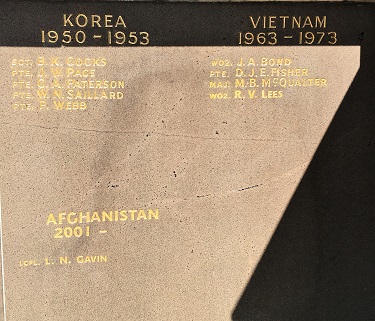 KOREA
1950 - 1953
SGT. B. K. COCKS
PTE. J. W. PAGE
PTE. C. A. PATERSON
PTE. W. N. SAILLARD
PTE. F. WEBB
VIETNAM
1963 - 1973
WO2. J. A. BOND
PTE. D. J. E. FISHER
MAJ. M. B. McQUALTER
WO2. R. V. LEES
AFGHANISTAN
2001 -
LCPL. L. N. GAVIN